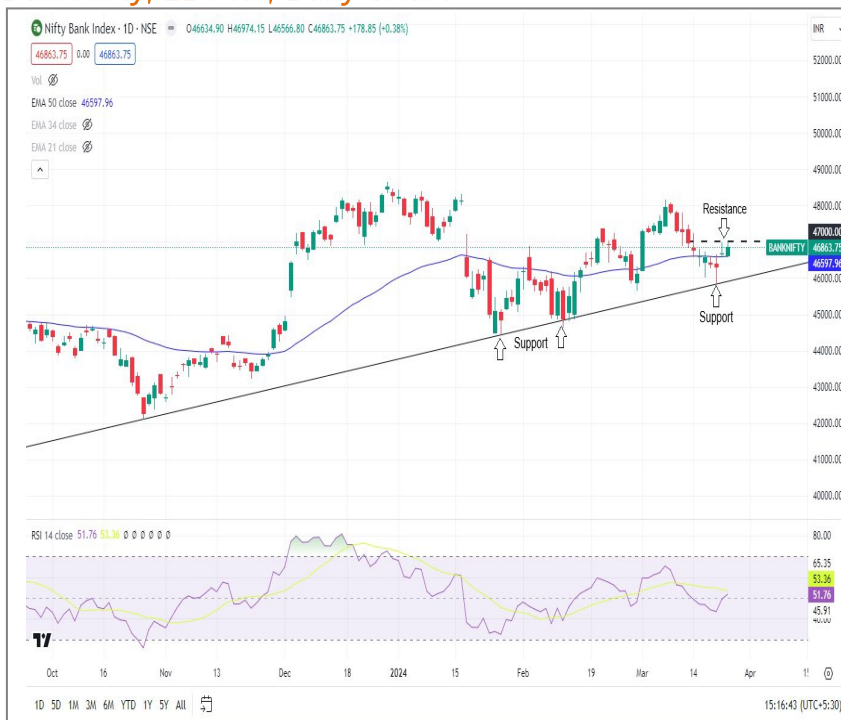 Nifty Bank Index · 1D · NSE O46634.90 H46974.15 L46566.80 C46863.75 +178.85 (+0.38%)
INR
46863.75 0.00 46863.75
Vol
EMA 50 close 46597.96
EMA 34 close
EMA 21 close
52000.00
51000.00
50000.00
49000.00
48000.00
Resistance
47000.00
BANKNIFTY 46863.75
46597.96
46000.00
Support
45000.00
Support
44000.00
43000.00
42000.00
41000.00
40000.00
RSI 14 close 51.76 53.36 Ø Ø Ø Ø Ø Ø
80.00
65.35
53.36
51.76
45.91
40.00
Oct 16 Nov 13 Dec 18 2024 15 Feb 19 Mar 14 Apr
1D 5D 1M 3M 6M YTD 1Y 5Y All
15:16:43 (UTC+5:30)